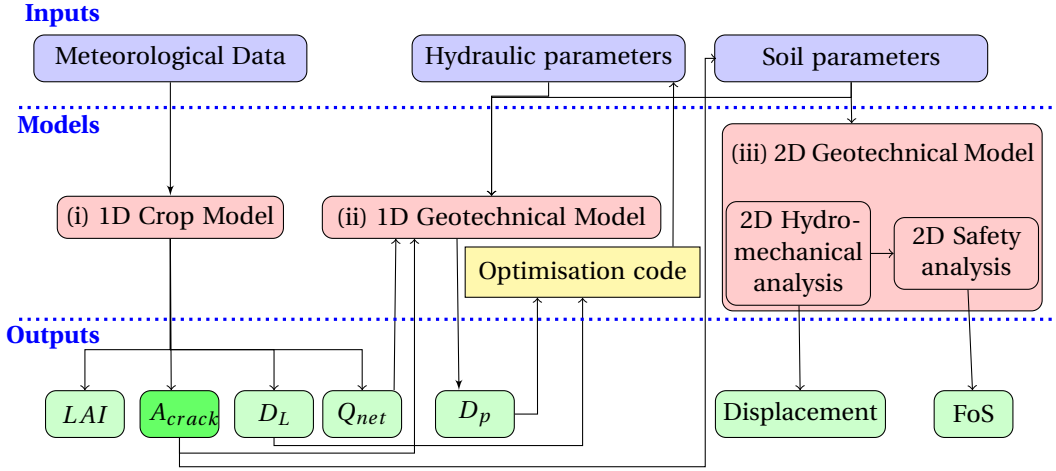 Inputs
Meteorological Data
Hydraulic parameters
Soil parameters
Models
(i) 1D Crop Model
(ii) 1D Geotechnical Model
(iii) 2D Geotechnical Model
2D Hydro-
mechanical
analysis
2D Safety
analysis
Optimisation code
Outputs
LAI
A_crack
D_L
Q_net
D_p
Displacement
FoS